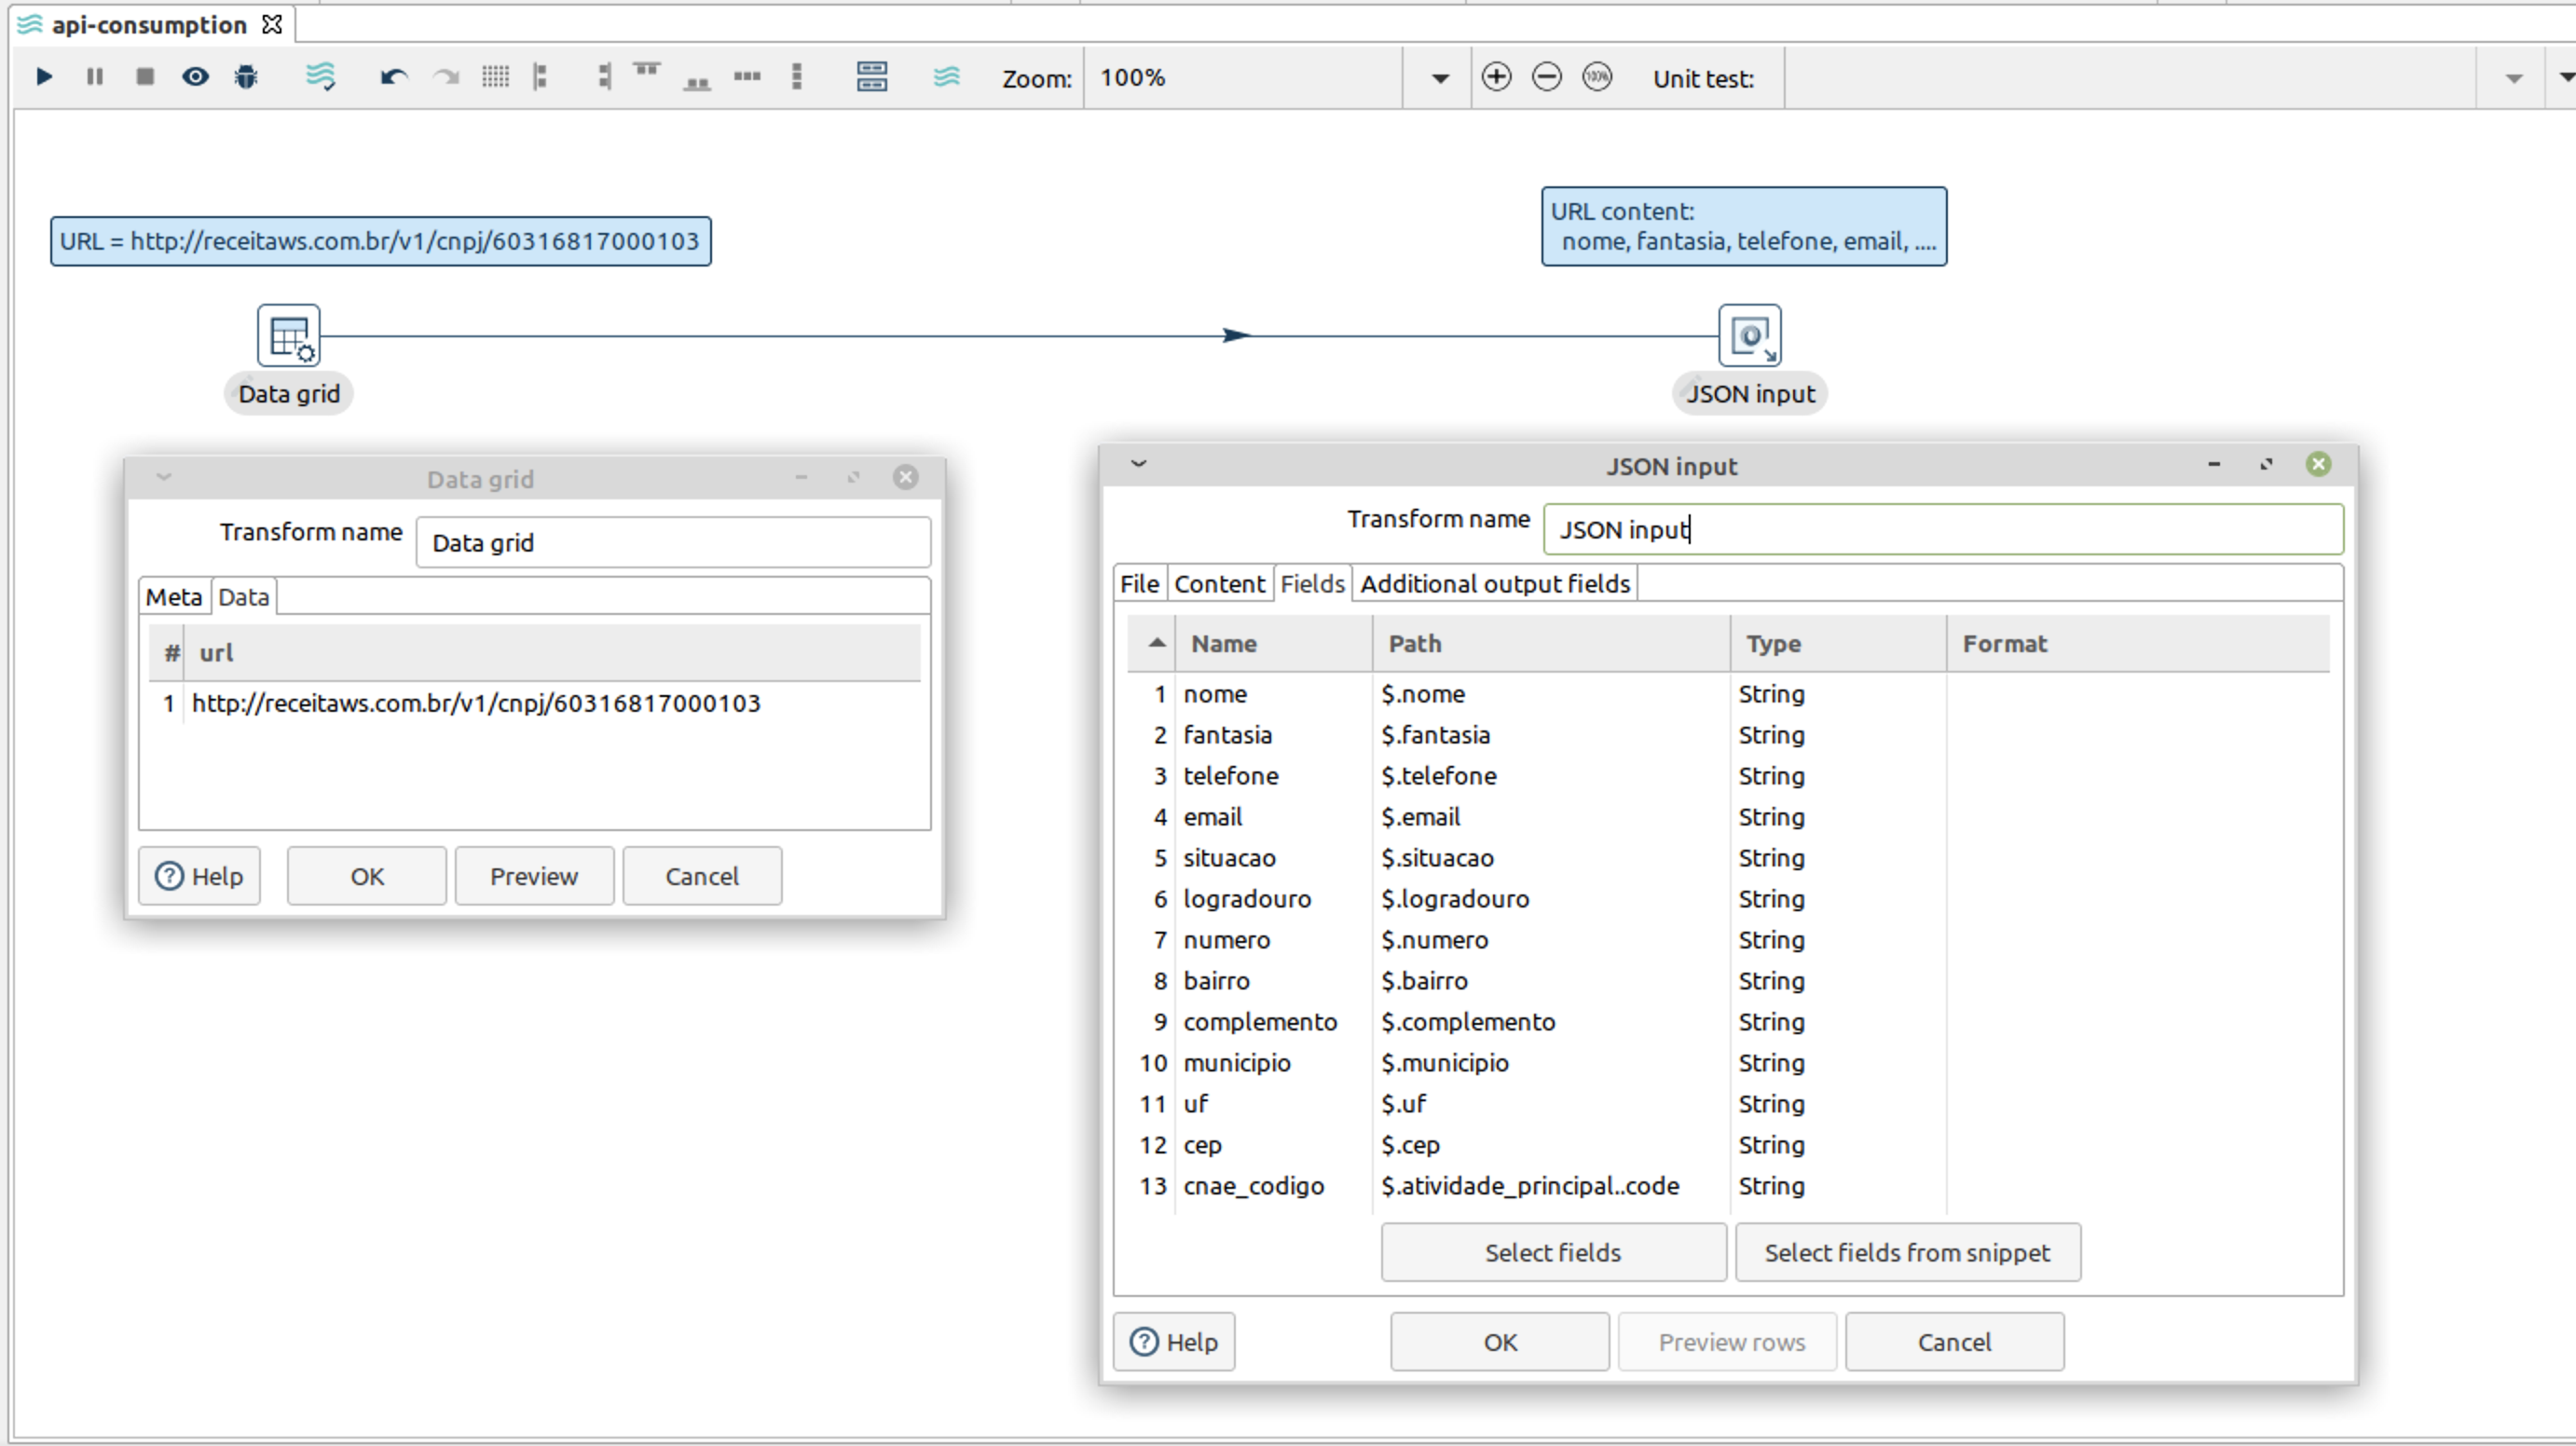 api-consumption
Zoom: 100% 100% Unit test:
URL = http://receitaws.com.br/v1/cnpj/60316817000103
URL content:
nome, fantasia, telefone, email, ....
Data grid
JSON input
Data grid
Transform name Data grid
Meta Data
# url
1 http://receitaws.com.br/v1/cnpj/60316817000103
Help OK Preview Cancel
JSON input
Transform name JSON input
File Content Fields Additional output fields
Name Path Type Format
1 nome $.nome String
2 fantasia $.fantasia String
3 telefone $.telefone String
4 email $.email String
5 situacao $.situacao String
6 logradouro $.logradouro String
7 numero $.numero String
8 bairro $.bairro String
9 complemento $.complemento String
10 municipio $.municipio String
11 uf $.uf String
12 cep $.cep String
13 cnae_codigo $.atividade_principal..code String
Select fields Select fields from snippet
Help OK Preview rows Cancel